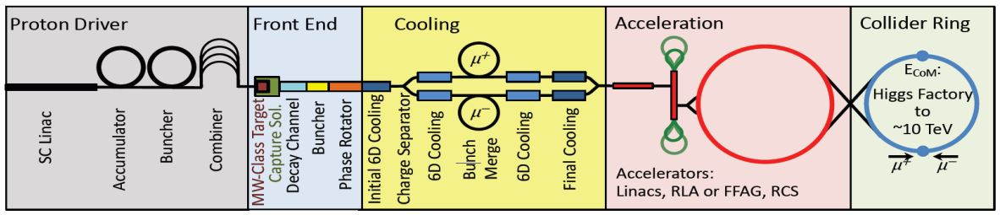 Proton Driver
SC Linac
Accumulator
Buncher
Combiner
Front End
MW-Class Target
Capture Sol.
Decay Channel
Buncher
Phase Rotator
Cooling
Initial 6D Cooling
Charge Separator
6D Cooling
μ+
μ−
Bunch
Merge
6D Cooling
Final Cooling
Acceleration
Accelerators:
Linacs, RLA or FFAG, RCS
Collider Ring
ECoM:
Higgs Factory
to
~10 TeV
μ+ μ−